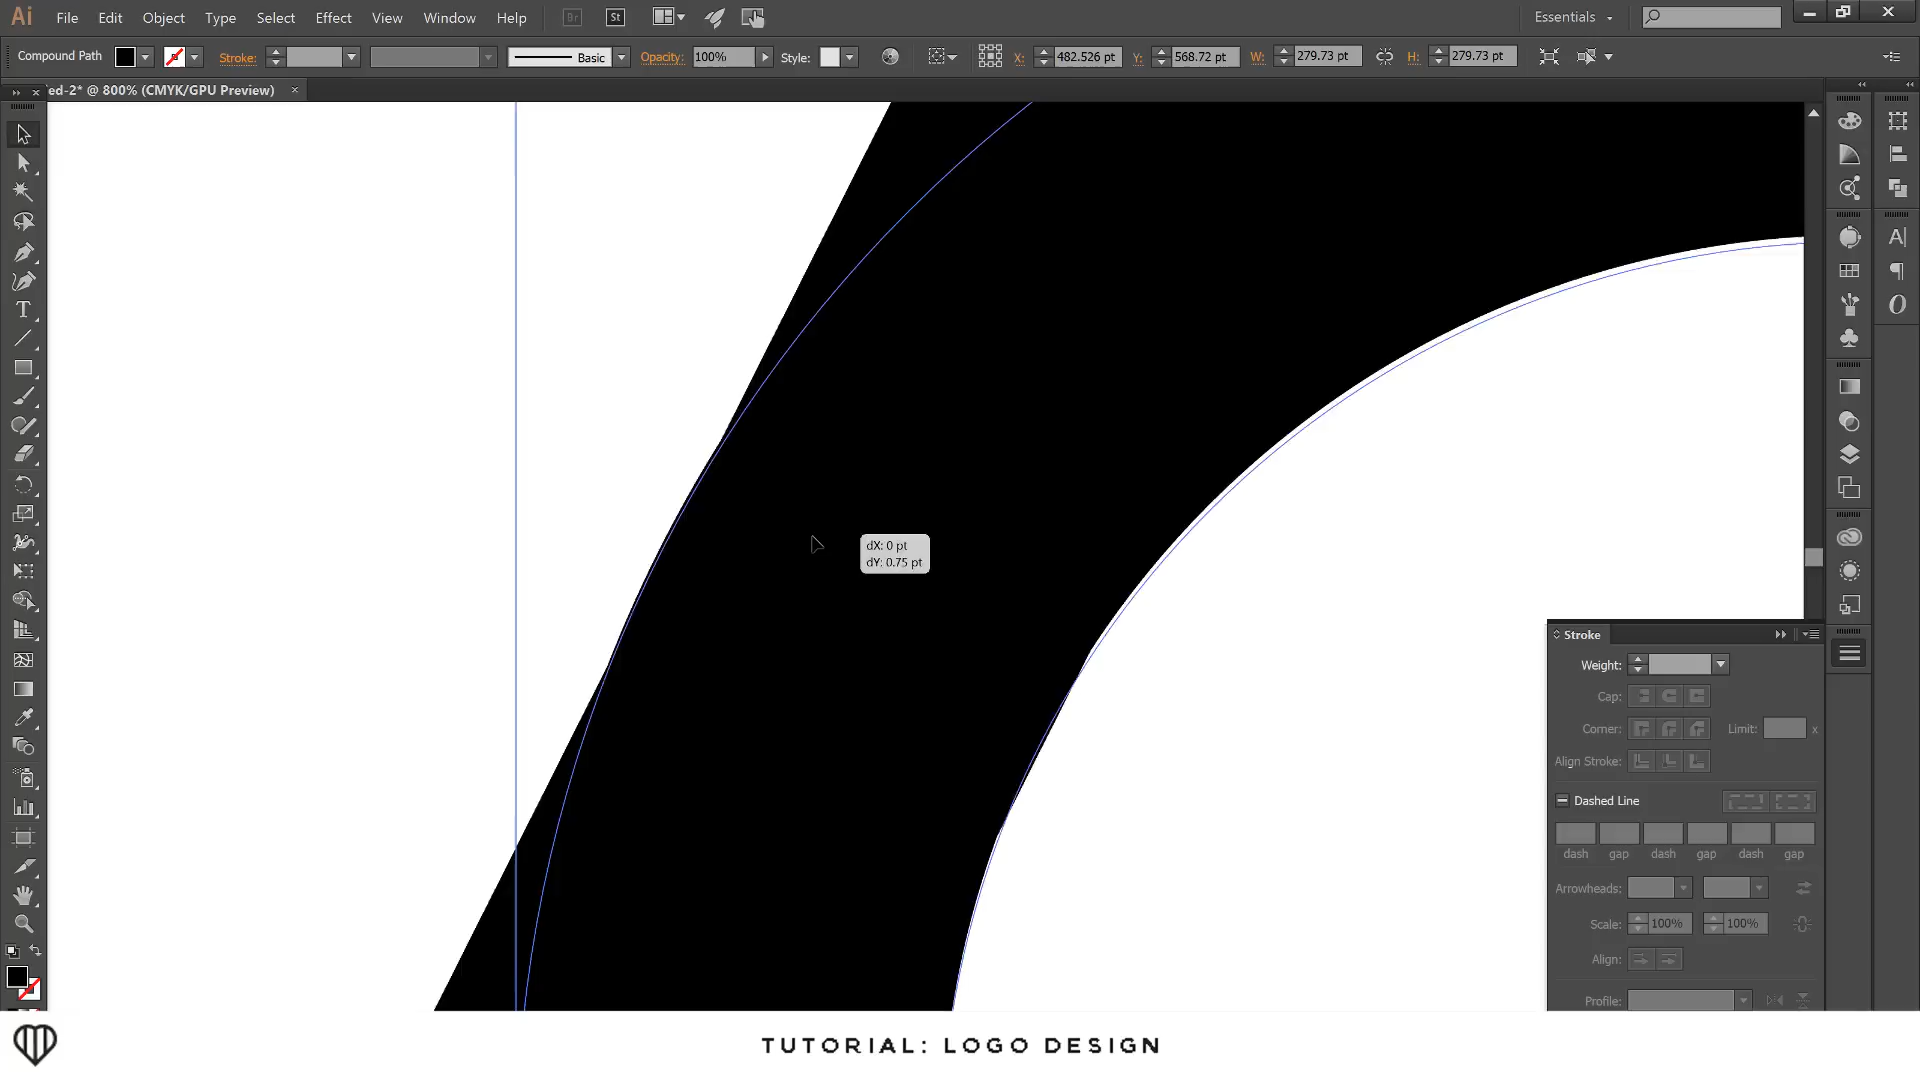 Ai File Edit Object Type Select Effect View Window Help Br St Essentials
Compound Path Stroke: Basic Opacity: 100% Style: X: 482.526 pt Y: 568.72 pt W: 279.73 pt H: 279.73 pt
ed-2* @ 800% (CMYK/GPU Preview) ×
dX: 0 pt
dY: 0.75 pt
Stroke
Weight:
Cap:
Corner: Limit: x
Align Stroke:
Dashed Line
dash gap dash gap dash gap
Arrowheads:
Scale: 100% 100%
Align:
Profile:
TUTORIAL: LOGO DESIGN